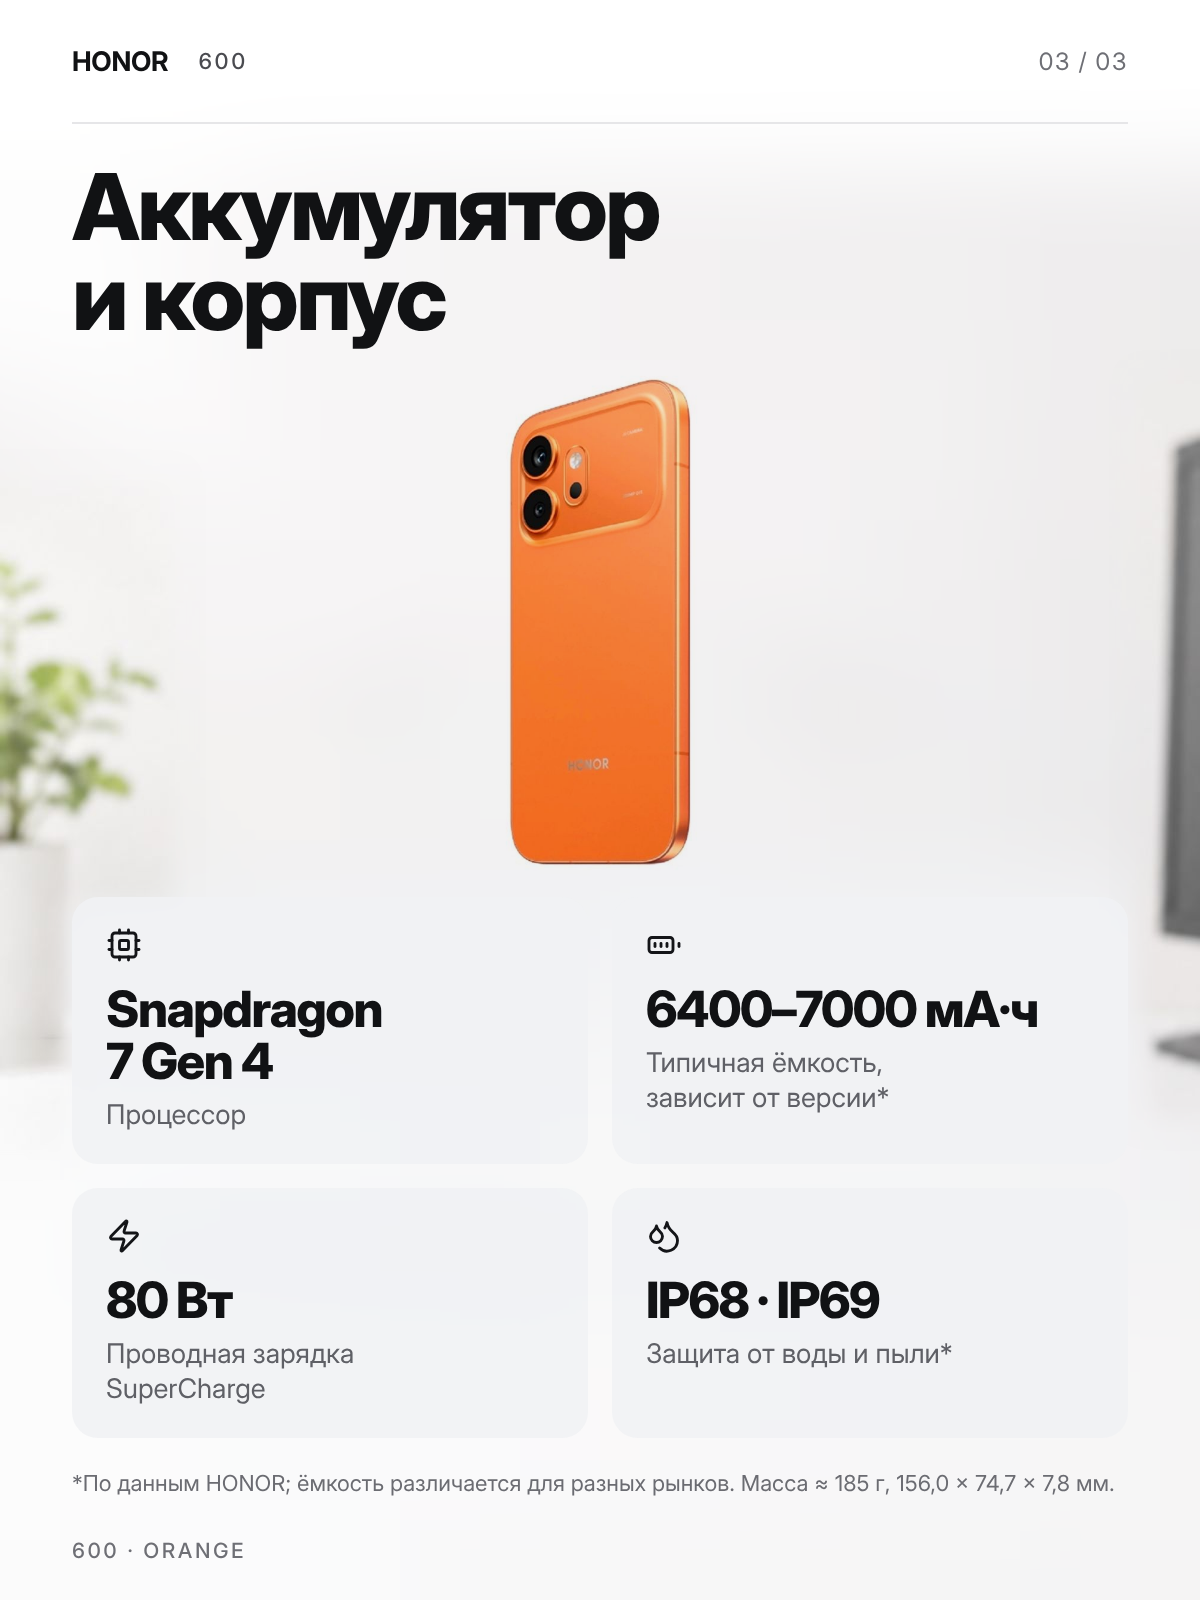 HONOR 600
03 / 03
Аккумулятор
и корпус
HONOR
Snapdragon
7 Gen 4
Процессор
6400–7000 мА·ч
Типичная ёмкость,
зависит от версии*
80 Вт
Проводная зарядка
SuperCharge
IP68 · IP69
Защита от воды и пыли*
*По данным HONOR; ёмкость различается для разных рынков. Масса ≈ 185 г, 156,0 × 74,7 × 7,8 мм.
600 · ORANGE